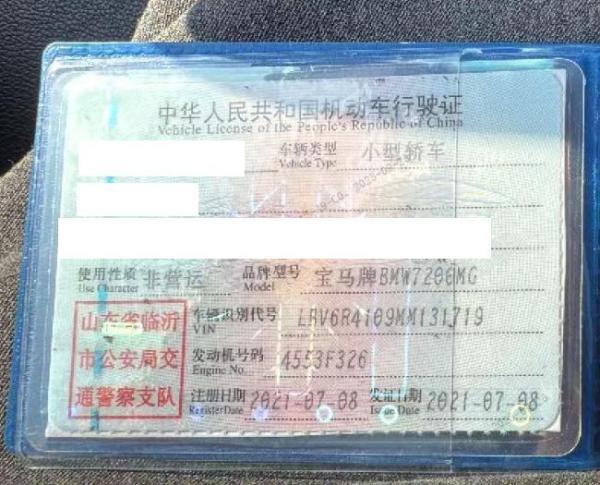 中华人民共和国机动车行驶证
Vehicle License of the People's Republic of China
车辆类型 小型轿车
Vehicle Type
使用性质 非营运 品牌型号 宝马牌BMW7206MG
Use Character Model
山东省临沂 车辆识别代号 LBV6R4109MM131719
VIN
市公安局交 发动机号码 4553F326
Engine No.
通警察支队 注册日期 2021-07-08 发证日期 2021-07-08
Register Date Issue Date